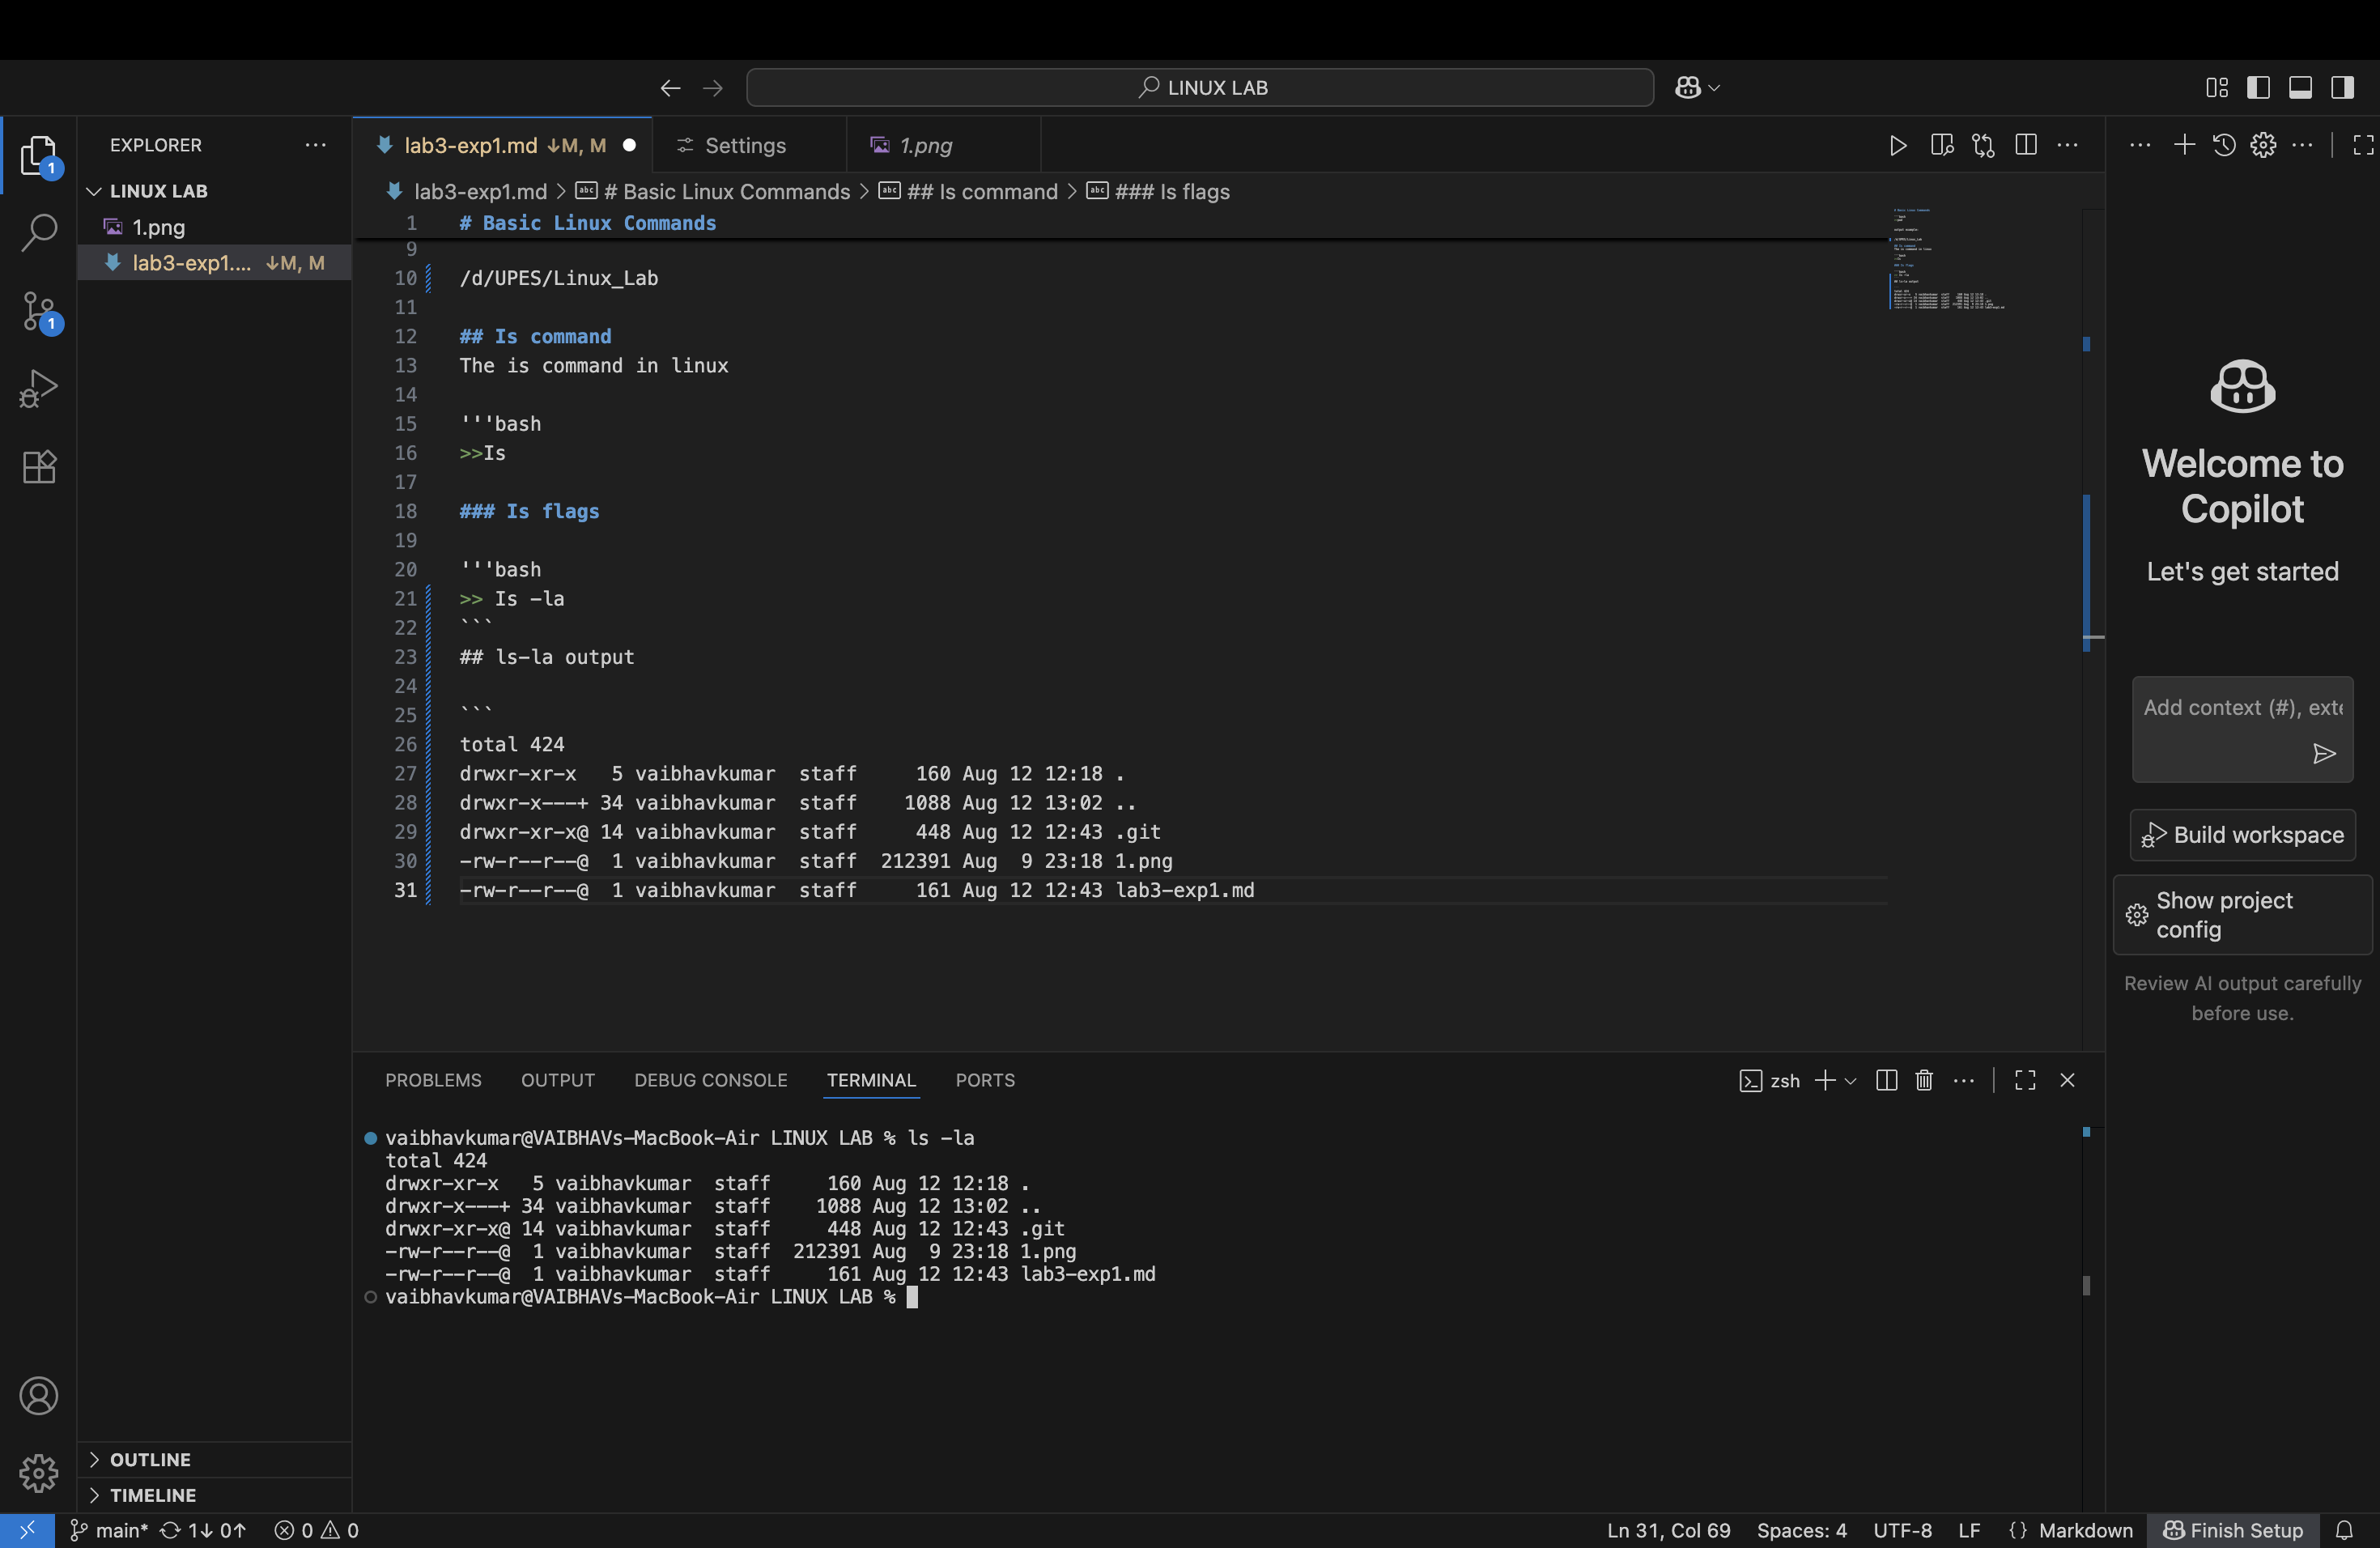 LINUX LAB
EXPLORER
LINUX LAB
1.png
lab3-exp1.... ↓M, M
1
1
OUTLINE
TIMELINE
lab3-exp1.md ↓M, M
Settings
1.png
lab3-exp1.md > # Basic Linux Commands > ## Is command > ### Is flags
1 # Basic Linux Commands
9
10 /d/UPES/Linux_Lab
11
12 ## Is command
13 The is command in linux
14
15 '''bash
16 >>Is
17
18 ### Is flags
19
20 '''bash
21 >> Is -la
22 ```
23 ## ls-la output
24
25 ```
26 total 424
27 drwxr-xr-x   5 vaibhavkumar  staff     160 Aug 12 12:18 .
28 drwxr-x---+ 34 vaibhavkumar  staff    1088 Aug 12 13:02 ..
29 drwxr-xr-x@ 14 vaibhavkumar  staff     448 Aug 12 12:43 .git
30 -rw-r--r--@  1 vaibhavkumar  staff  212391 Aug  9 23:18 1.png
31 -rw-r--r--@  1 vaibhavkumar  staff     161 Aug 12 12:43 lab3-exp1.md
PROBLEMS OUTPUT DEBUG CONSOLE TERMINAL PORTS
zsh
vaibhavkumar@VAIBHAVs-MacBook-Air LINUX LAB % ls -la
total 424
drwxr-xr-x   5 vaibhavkumar  staff     160 Aug 12 12:18 .
drwxr-x---+ 34 vaibhavkumar  staff    1088 Aug 12 13:02 ..
drwxr-xr-x@ 14 vaibhavkumar  staff     448 Aug 12 12:43 .git
-rw-r--r--@  1 vaibhavkumar  staff  212391 Aug  9 23:18 1.png
-rw-r--r--@  1 vaibhavkumar  staff     161 Aug 12 12:43 lab3-exp1.md
vaibhavkumar@VAIBHAVs-MacBook-Air LINUX LAB %
Welcome to
Copilot
Let's get started
Add context (#), exte
Build workspace
Show project
config
Review AI output carefully
before use.
main* 1↓ 0↑ 0 0
Ln 31, Col 69 Spaces: 4 UTF-8 LF {} Markdown Finish Setup